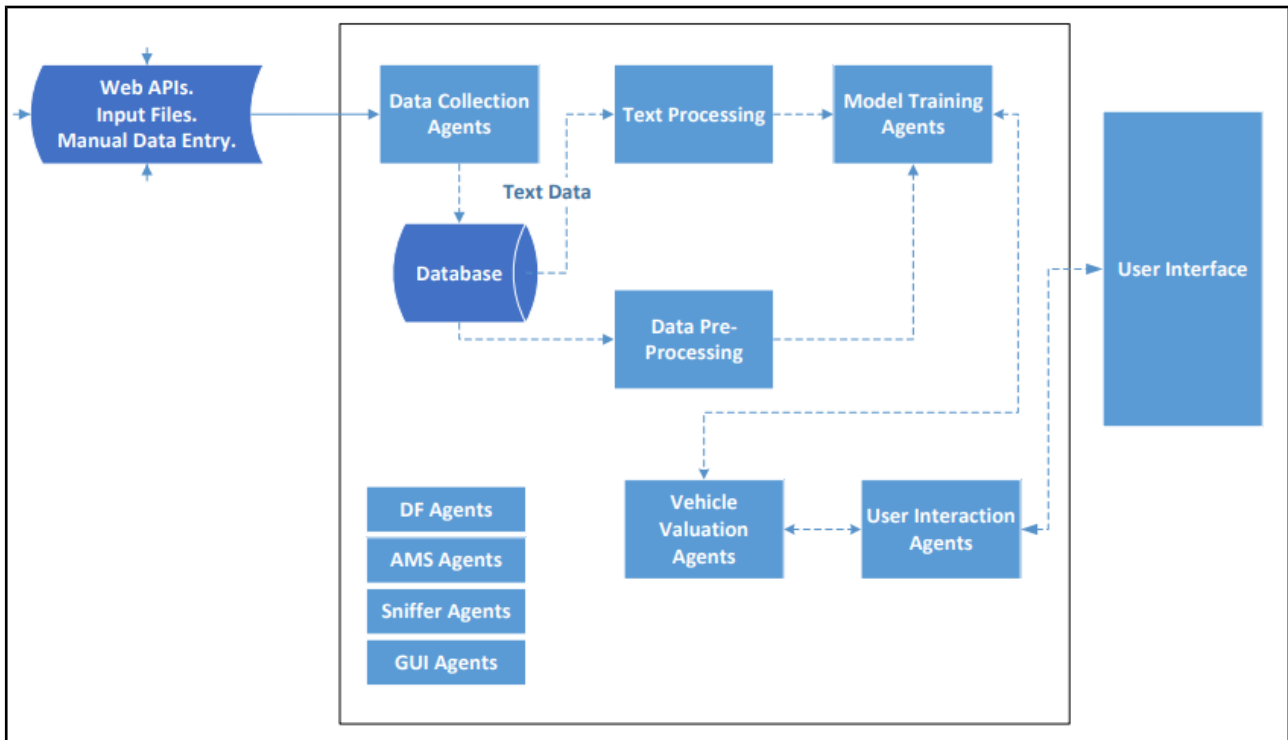 Web APIs.
Input Files.
Manual Data Entry.
Data Collection
Agents
Text Processing
Model Training
Agents
Text Data
Database
Data Pre-
Processing
User Interface
Vehicle
Valuation
Agents
User Interaction
Agents
DF Agents
AMS Agents
Sniffer Agents
GUI Agents